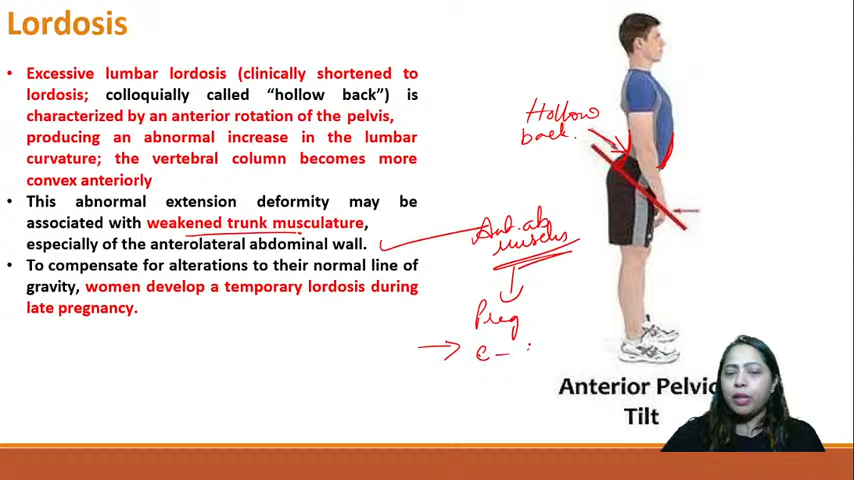 Lordosis
• Excessive lumbar lordosis (clinically shortened to
lordosis; colloquially called “hollow back”) is
characterized by an anterior rotation of the pelvis,
producing an abnormal increase in the lumbar
curvature; the vertebral column becomes more
convex anteriorly
• This abnormal extension deformity may be
associated with weakened trunk musculature,
especially of the anterolateral abdominal wall.
• To compensate for alterations to their normal line of
gravity, women develop a temporary lordosis during
late pregnancy.
Hollow
back.
Ant. ab
muscles
Preg
C -
Anterior Pelvic
Tilt